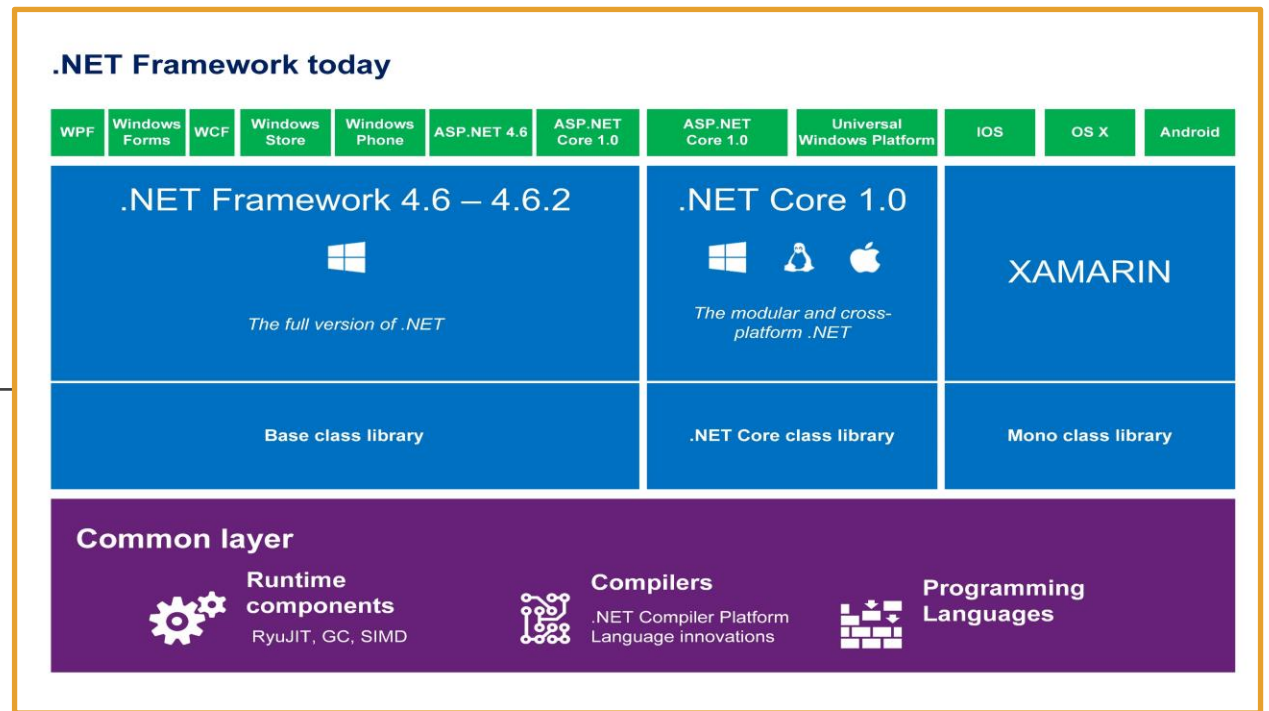 .NET Framework today
WPF
Windows
Forms
WCF
Windows
Store
Windows
Phone
ASP.NET 4.6
ASP.NET
Core 1.0
ASP.NET
Core 1.0
Universal
Windows Platform
IOS
OS X
Android
.NET Framework 4.6 – 4.6.2
The full version of .NET
.NET Core 1.0
The modular and cross-
platform .NET
XAMARIN
Base class library
.NET Core class library
Mono class library
Common layer
Runtime
components
RyuJIT, GC, SIMD
Compilers
.NET Compiler Platform
Language innovations
Programming
Languages